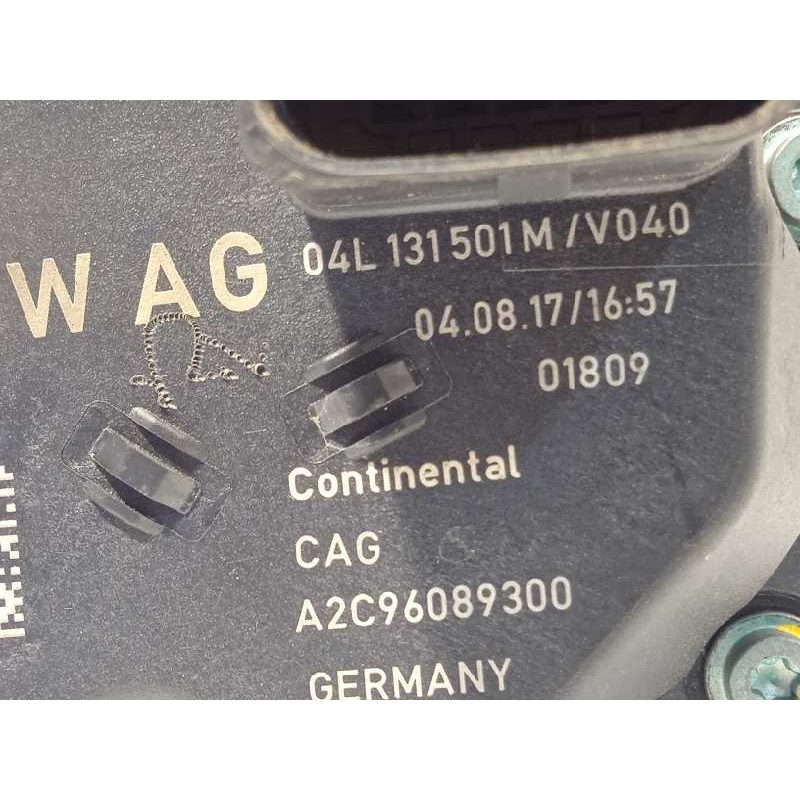 W AG
04L 131 501 M /V040
04.08.17/16:57
01809
Continental
CAG
A2C96089300
GERMANY